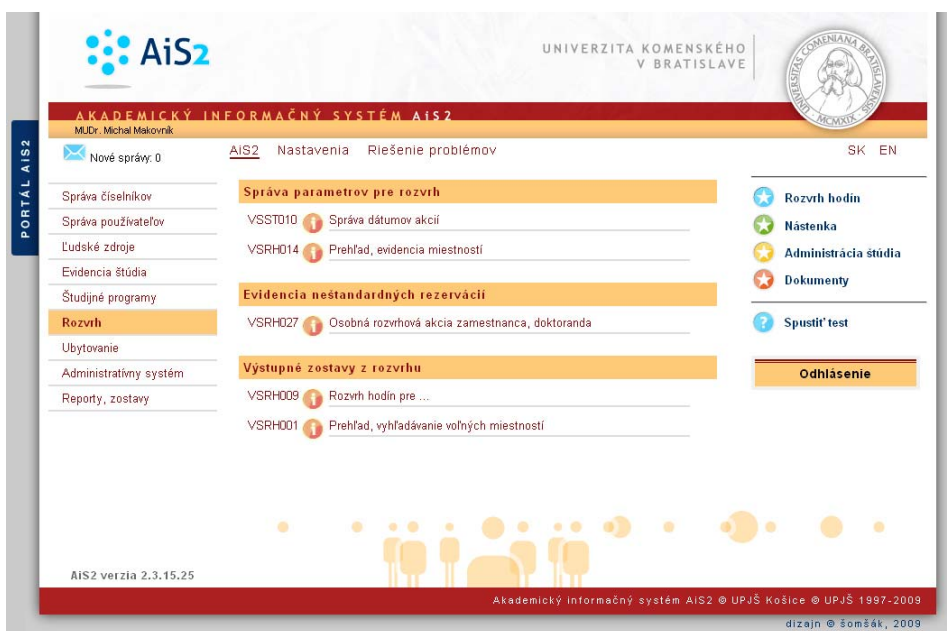 AiS2
UNIVERZITA KOMENSKÉHO
V BRATISLAVE
UNIVERSITAS COMENIANA BRATISLAVENSIS
MCMXIX
AKADEMICKÝ INFORMAČNÝ SYSTÉM AiS2
MUDr. Michal Makovník
PORTÁL AiS2
Nové správy: 0
AiS2 Nastavenia Riešenie problémov
SK EN
Správa číselníkov
Správa používateľov
Ľudské zdroje
Evidencia štúdia
Študijné programy
Rozvrh
Ubytovanie
Administratívny systém
Reporty, zostavy
Správa parametrov pre rozvrh
VSST010 Správa dátumov akcií
VSRH014 Prehľad, evidencia miestností
Evidencia neštandardných rezervácií
VSRH027 Osobná rozvrhová akcia zamestnanca, doktoranda
Výstupné zostavy z rozvrhu
VSRH009 Rozvrh hodín pre ...
VSRH001 Prehľad, vyhľadávanie voľných miestností
Rozvrh hodín
Nástenka
Administrácia štúdia
Dokumenty
? Spustiť test
Odhlásenie
AiS2 verzia 2.3.15.25
Akademický informačný systém AiS2 @ UPJŠ Košice @ UPJŠ 1997-2009
dizajn @ šomšák, 2009